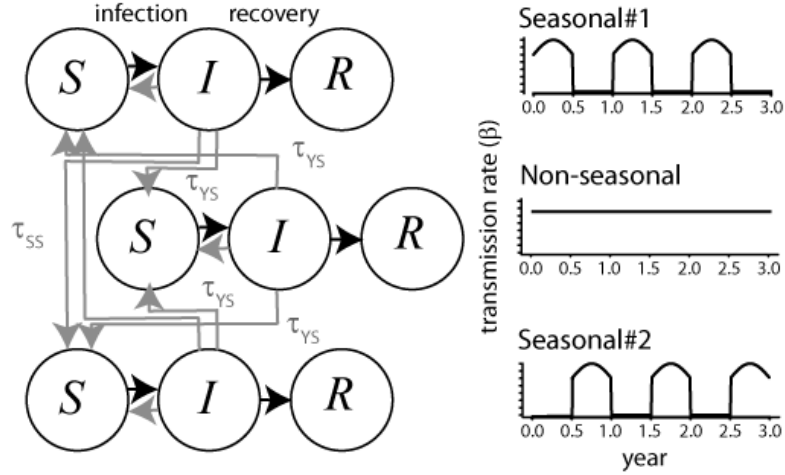 infection recovery
S I R
τYS
τYS
S I R
τSS
τYS
τYS
S I R
transmission rate (β)
Seasonal#1
0.0 0.5 1.0 1.5 2.0 2.5 3.0
Non-seasonal
0.0 0.5 1.0 1.5 2.0 2.5 3.0
Seasonal#2
0.0 0.5 1.0 1.5 2.0 2.5 3.0
year